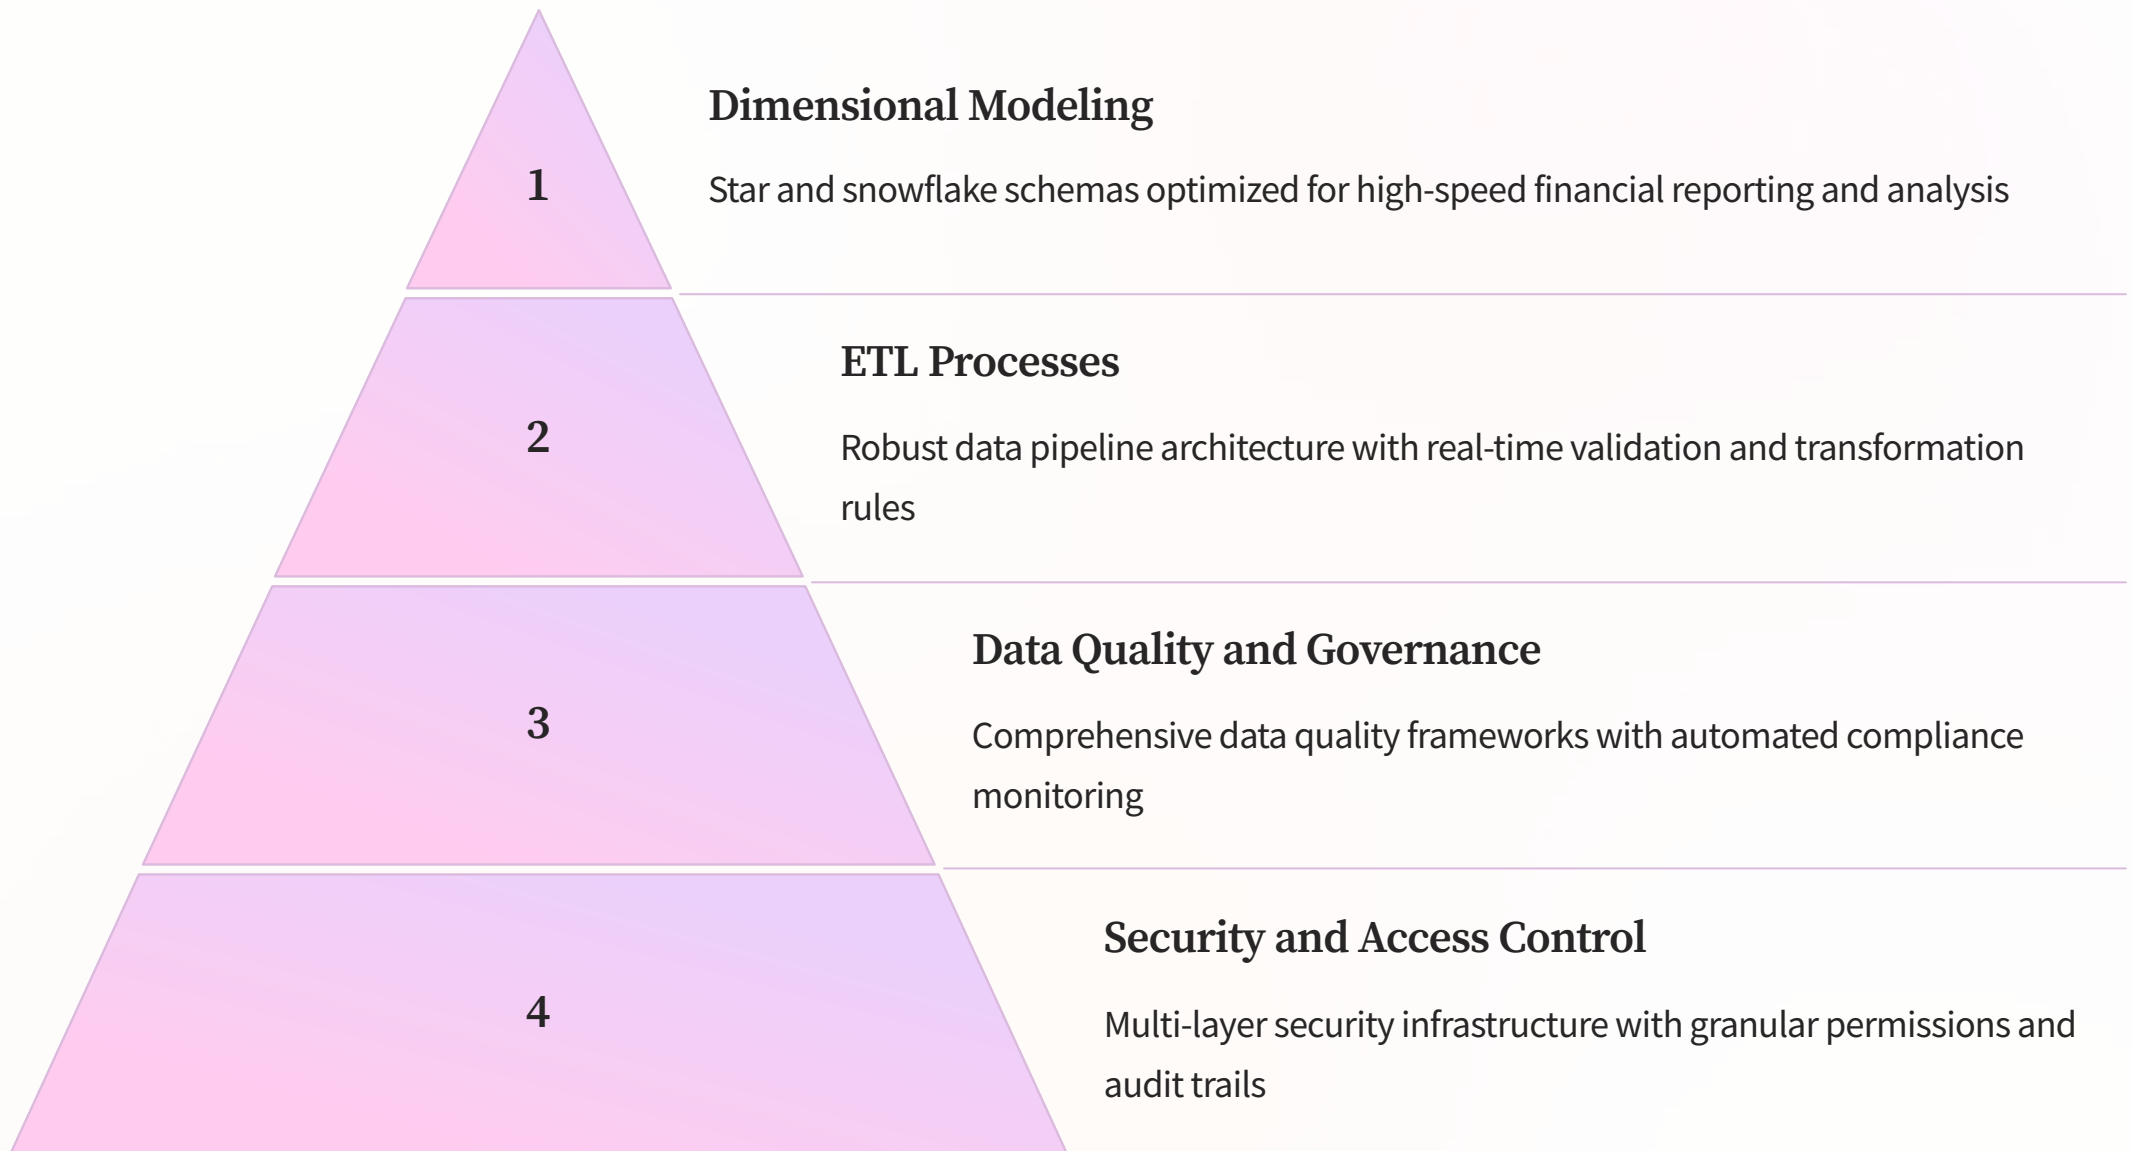 Dimensional Modeling
1
Star and snowflake schemas optimized for high-speed financial reporting and analysis
ETL Processes
2
Robust data pipeline architecture with real-time validation and transformation
rules
Data Quality and Governance
3
Comprehensive data quality frameworks with automated compliance
monitoring
Security and Access Control
4
Multi-layer security infrastructure with granular permissions and
audit trails